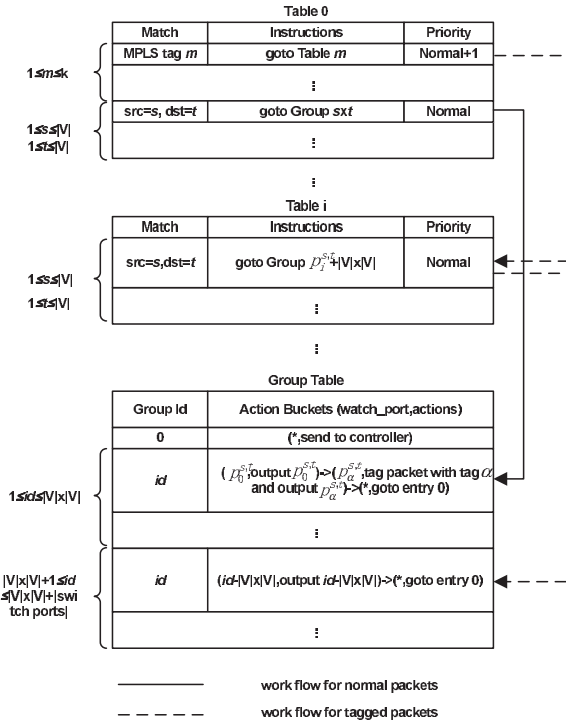 Table 0
Match Instructions Priority
MPLS tag m goto Table m Normal+1
⋮
1≤m≤k
src=s, dst=t goto Group sxt Normal
⋮
1≤s≤|V|
1≤t≤|V|
⋮
Table i
Match Instructions Priority
src=s,dst=t goto Group p_i^{s,t}+|V|x|V| Normal
1≤s≤|V|
1≤t≤|V|
⋮
⋮
Group Table
Group Id Action Buckets (watch_port,actions)
0 (*,send to controller)
id ( p_0^{s,t},output p_0^{s,t})->(p_α^{s,t},tag packet with tag α
and output p_α^{s,t})->(*,goto entry 0)
1≤id≤|V|x|V|
⋮
|V|x|V|+1≤id
≤|V|x|V|+|swi
tch ports|
id (id-|V|x|V|,output id-|V|x|V|)->(*,goto entry 0)
⋮
work flow for normal packets
work flow for tagged packets